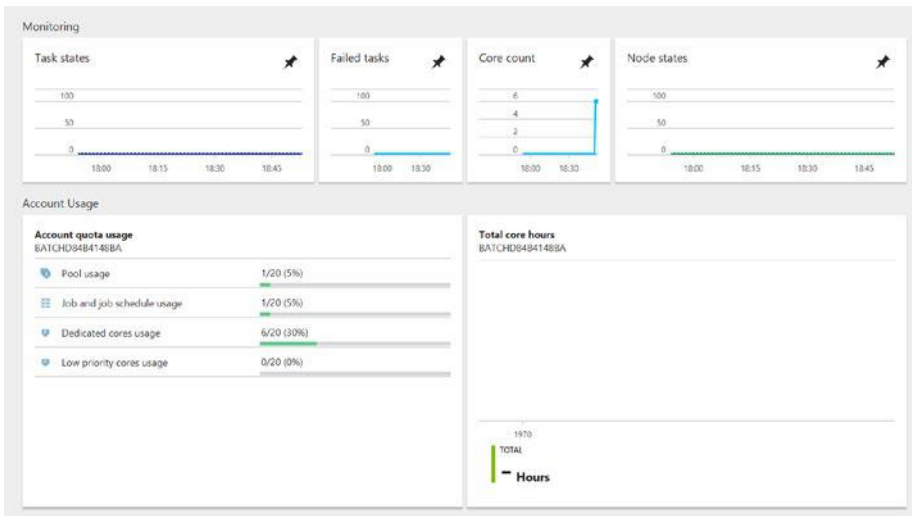 Monitoring
Task states
100
50
0
18:00 18:15 18:30 18:45
Failed tasks
100
50
0
18:00 18:30
Core count
6
4
2
0
18:00 18:30
Node states
100
50
0
18:00 18:15 18:30 18:45
Account Usage
Account quota usage
BATCHD84B4148BA
Pool usage 1/20 (5%)
Job and job schedule usage 1/20 (5%)
Dedicated cores usage 6/20 (30%)
Low priority cores usage 0/20 (0%)
Total core hours
BATCHD84B4148BA
1970
TOTAL
– Hours